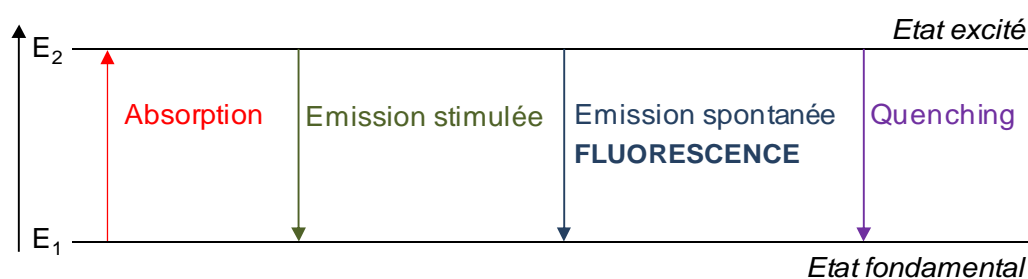 Etat excité
E₂
Absorption
Emission stimulée
Emission spontanée
FLUORESCENCE
Quenching
E₁
Etat fondamental